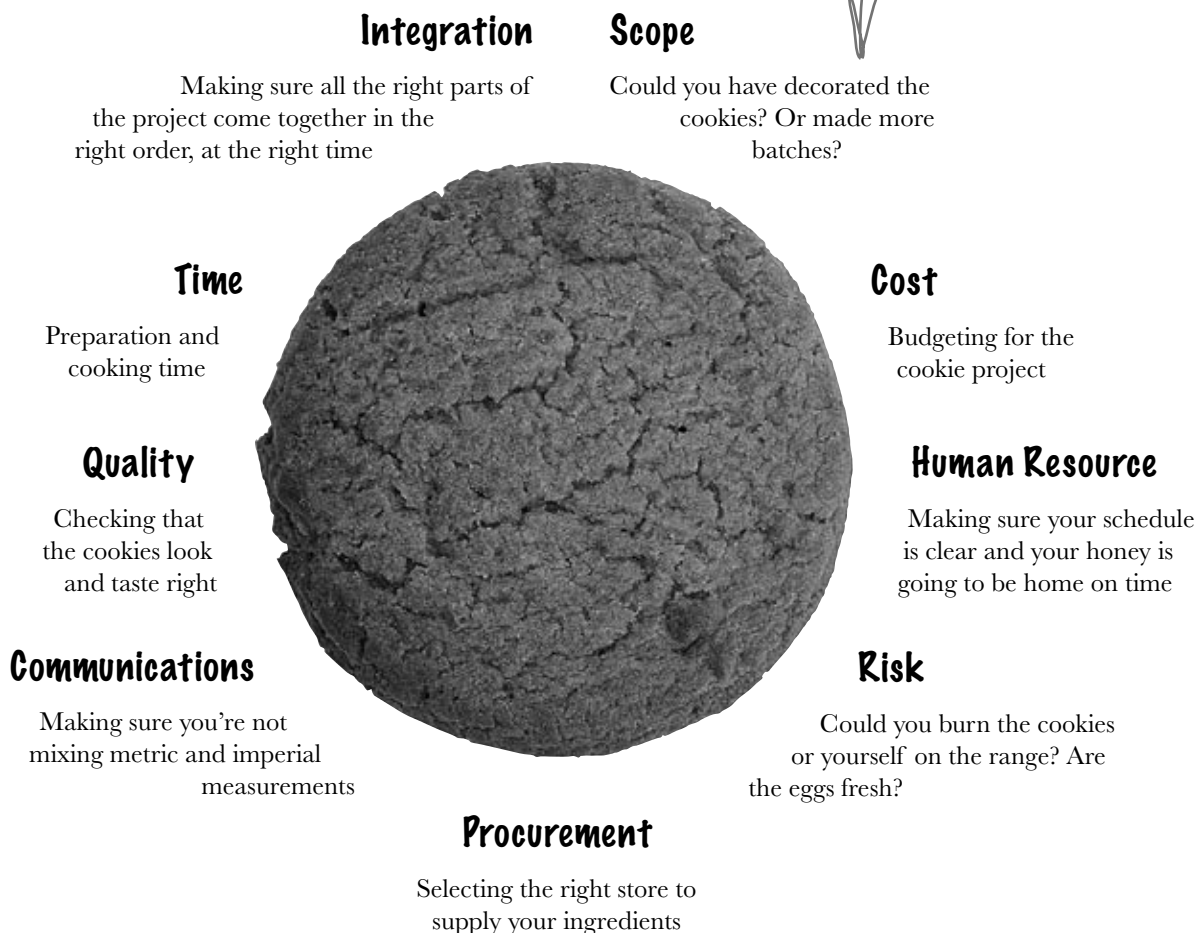 Integration
Making sure all the right parts of
the project come together in the
right order, at the right time
Scope
Could you have decorated the
cookies? Or made more
batches?
Time
Preparation and
cooking time
Cost
Budgeting for the
cookie project
Quality
Checking that
the cookies look
and taste right
Human Resource
Making sure your schedule
is clear and your honey is
going to be home on time
Communications
Making sure you’re not
mixing metric and imperial
measurements
Risk
Could you burn the cookies
or yourself on the range? Are
the eggs fresh?
Procurement
Selecting the right store to
supply your ingredients